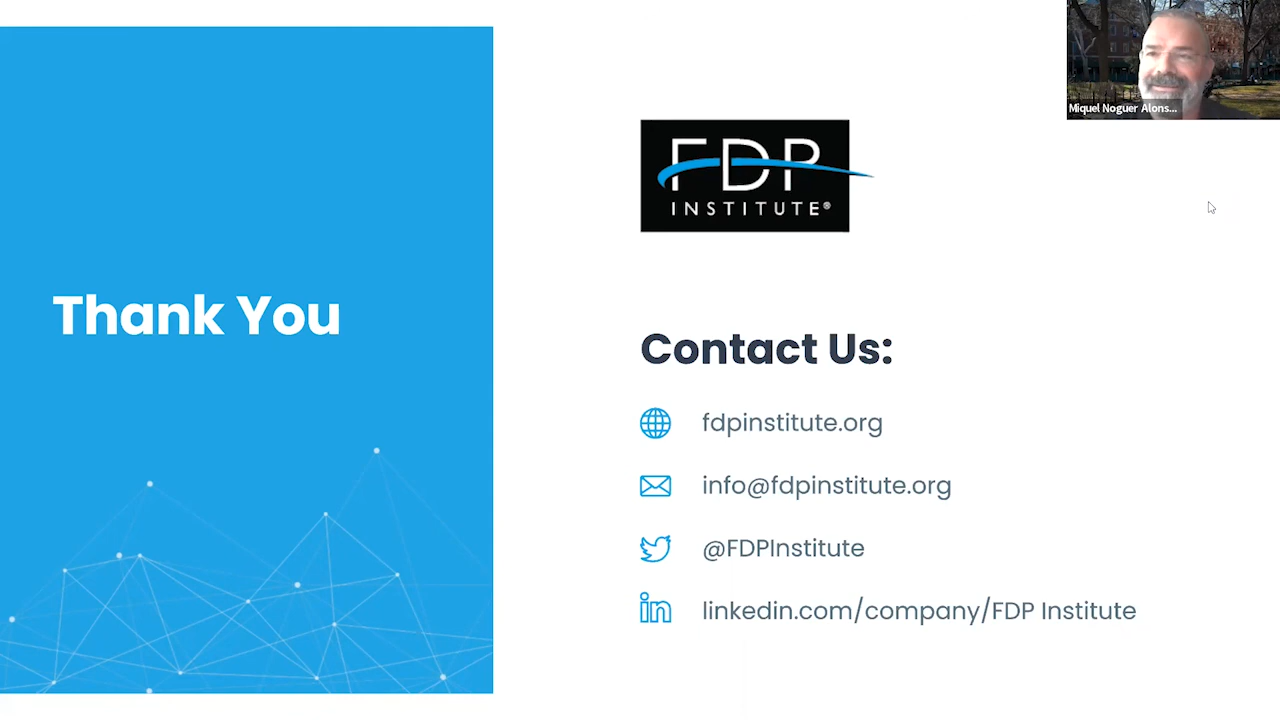 Miquel Noguer Alons...
FDP
INSTITUTE®
Thank You
Contact Us:
fdpinstitute.org
info@fdpinstitute.org
@FDPInstitute
linkedin.com/company/FDP Institute